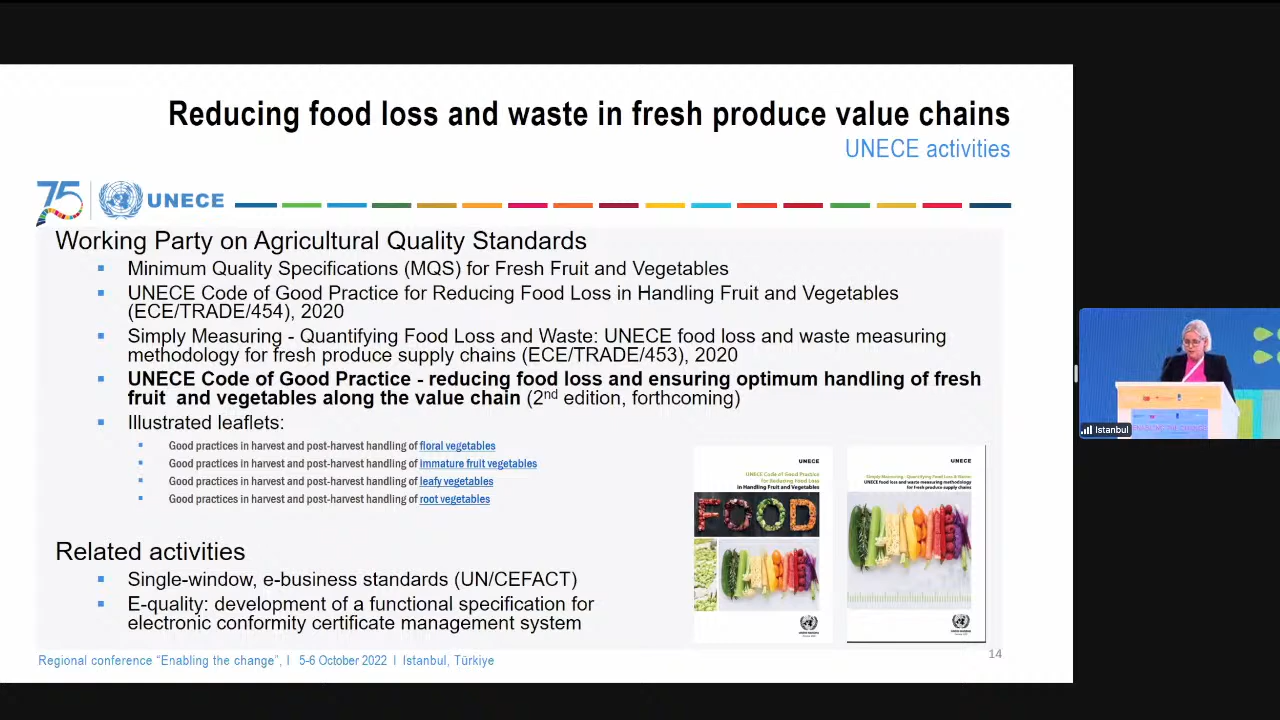 Reducing food loss and waste in fresh produce value chains
UNECE activities
75
UNECE
Working Party on Agricultural Quality Standards
Minimum Quality Specifications (MQS) for Fresh Fruit and Vegetables
UNECE Code of Good Practice for Reducing Food Loss in Handling Fruit and Vegetables
(ECE/TRADE/454), 2020
Simply Measuring - Quantifying Food Loss and Waste: UNECE food loss and waste measuring
methodology for fresh produce supply chains (ECE/TRADE/453), 2020
UNECE Code of Good Practice - reducing food loss and ensuring optimum handling of fresh
fruit and vegetables along the value chain (2nd edition, forthcoming)
Illustrated leaflets:
Good practices in harvest and post-harvest handling of floral vegetables
Good practices in harvest and post-harvest handling of immature fruit vegetables
Good practices in harvest and post-harvest handling of leafy vegetables
Good practices in harvest and post-harvest handling of root vegetables
Related activities
Single-window, e-business standards (UN/CEFACT)
E-quality: development of a functional specification for
electronic conformity certificate management system
UNECE
UNECE Code of Good Practice
for Reducing Food Loss
in Handling Fruit and Vegetables
FOOD
UNITED NATIONS
UNECE
Simply Measuring - Quantifying Food Loss & Waste
UNECE food loss and waste measuring methodology
for fresh produce supply chains
UNITED NATIONS
Regional conference “Enabling the change”, I 5-6 October 2022 I Istanbul, Türkiye
14
ENABLING THE CHANGE
Istanbul